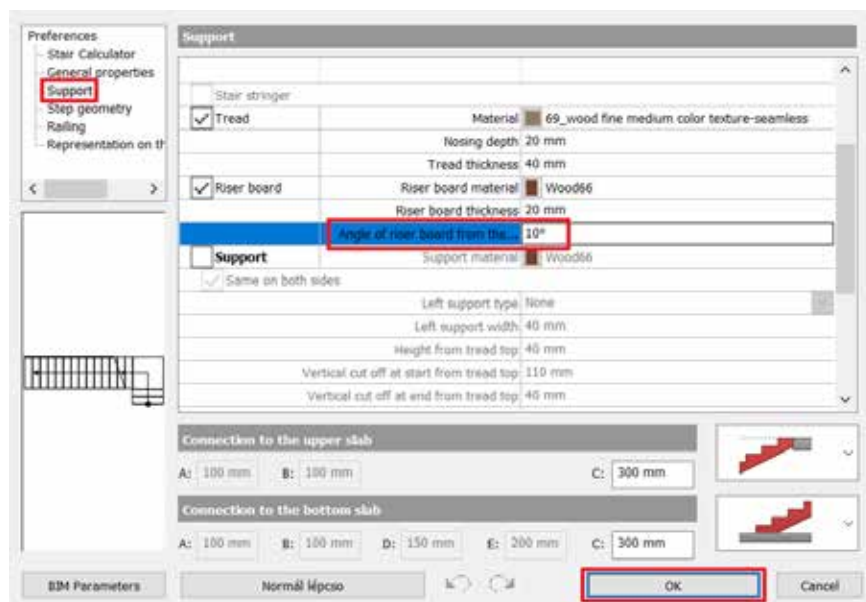 Preferences
Stair Calculator
General properties
Support
Step geometry
Railing
Representation on th
Support
Stair stringer
Tread Material 69_wood fine medium color texture-seamless
Nosing depth 20 mm
Tread thickness 40 mm
Riser board Riser board material Wood66
Riser board thickness 20 mm
Angle of riser board from the... 10°
Support Support material Wood66
Same on both sides
Left support type None
Left support width 40 mm
Height from tread top 40 mm
Vertical cut off at start from tread top 110 mm
Vertical cut off at end from tread top 40 mm
Connection to the upper slab
A: 100 mm B: 100 mm C: 300 mm
Connection to the bottom slab
A: 100 mm B: 100 mm D: 150 mm E: 200 mm C: 300 mm
BIM Parameters Normál lépcso OK Cancel